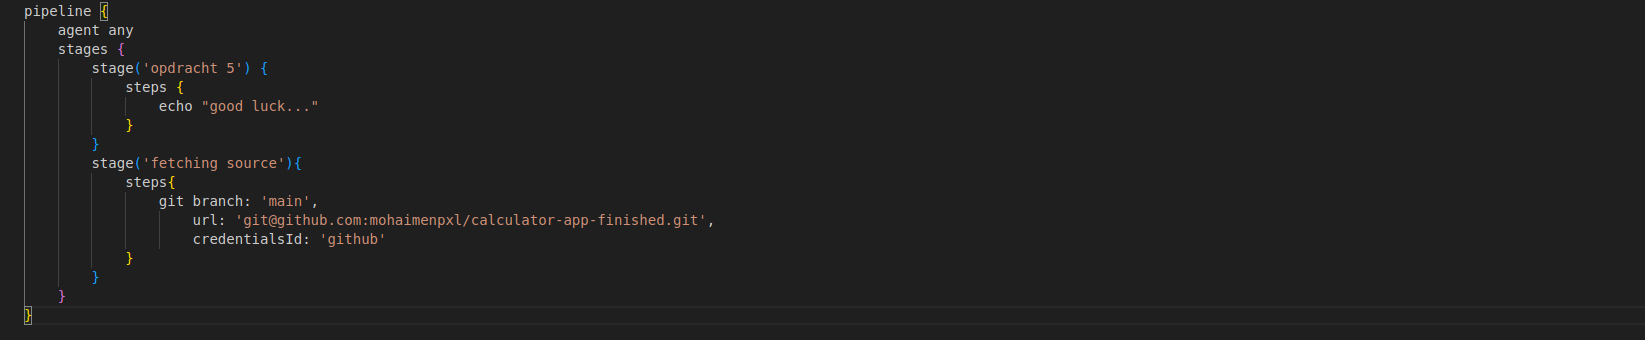 pipeline {
    agent any
    stages {
        stage('opdracht 5') {
            steps {
                echo "good luck..."
            }
        }
        stage('fetching source'){
            steps{
                git branch: 'main',
                    url: 'git@github.com:mohaimenpxl/calculator-app-finished.git',
                    credentialsId: 'github'
            }
        }
    }
}